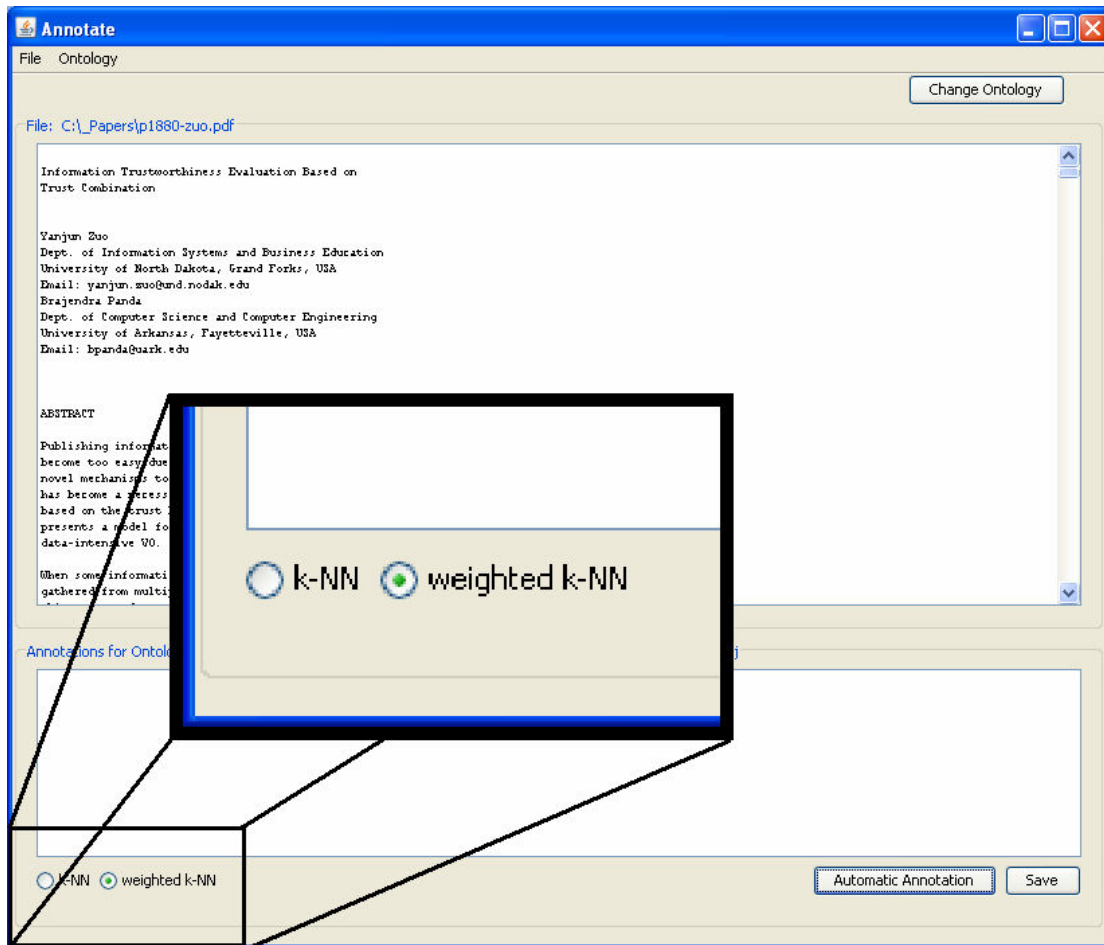 Annotate
File Ontology
Change Ontology
File: C:\_Papers\p1880-zuo.pdf
Information Trustworthiness Evaluation Based on
Trust Combination
Yanjun Zuo
Dept. of Information Systems and Business Education
University of North Dakota, Grand Forks, USA
Email: yanjun.zuo@und.nodak.edu
Brajendra Panda
Dept. of Computer Science and Computer Engineering
University of Arkansas, Fayetteville, USA
Email: bpanda@uark.edu
ABSTRACT
Publishing
become too easy due
novel mechanisms to
has become a
based on the trust
presents a model
data-intensive VO.
When some
gathered from
k-NN weighted k-NN
Annotations for
k-NN weighted k-NN
Automatic Annotation Save